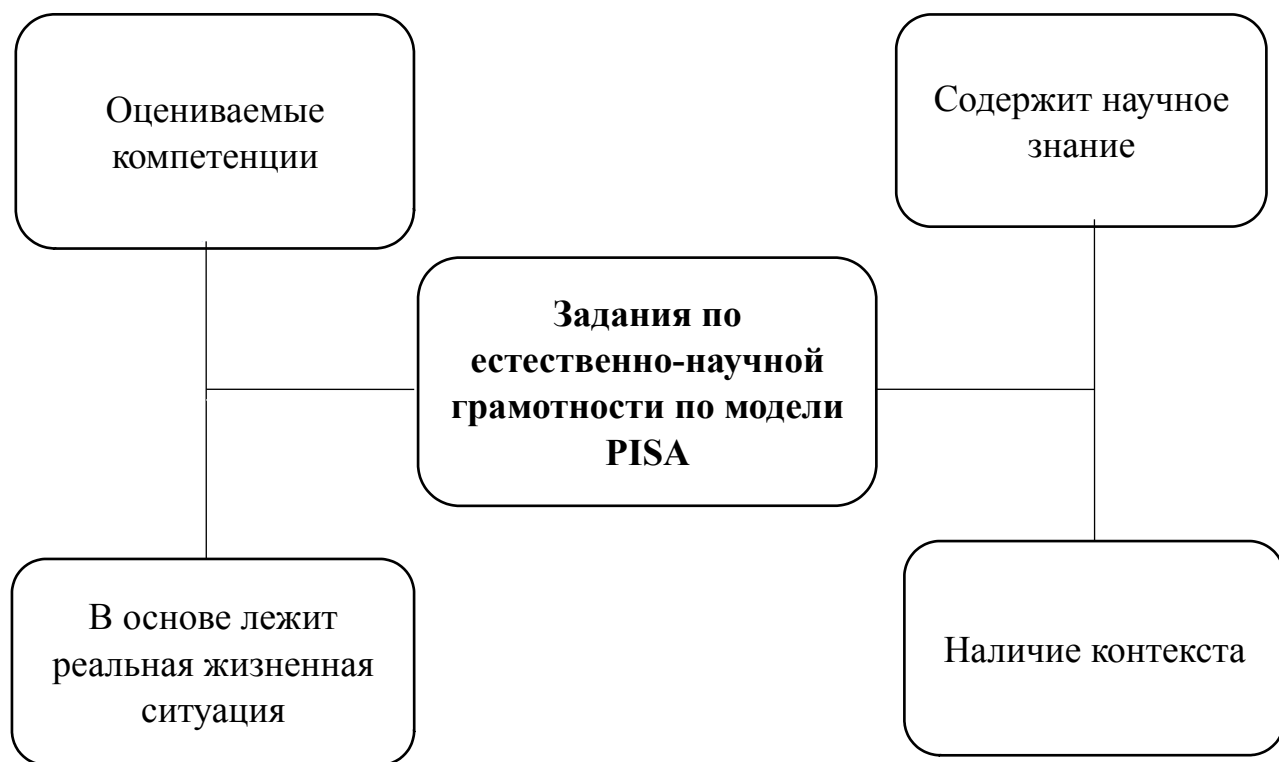 Оцениваемые
компетенции
Содержит научное
знание
Задания по
естественно-научной
грамотности по модели
PISA
В основе лежит
реальная жизненная
ситуация
Наличие контекста